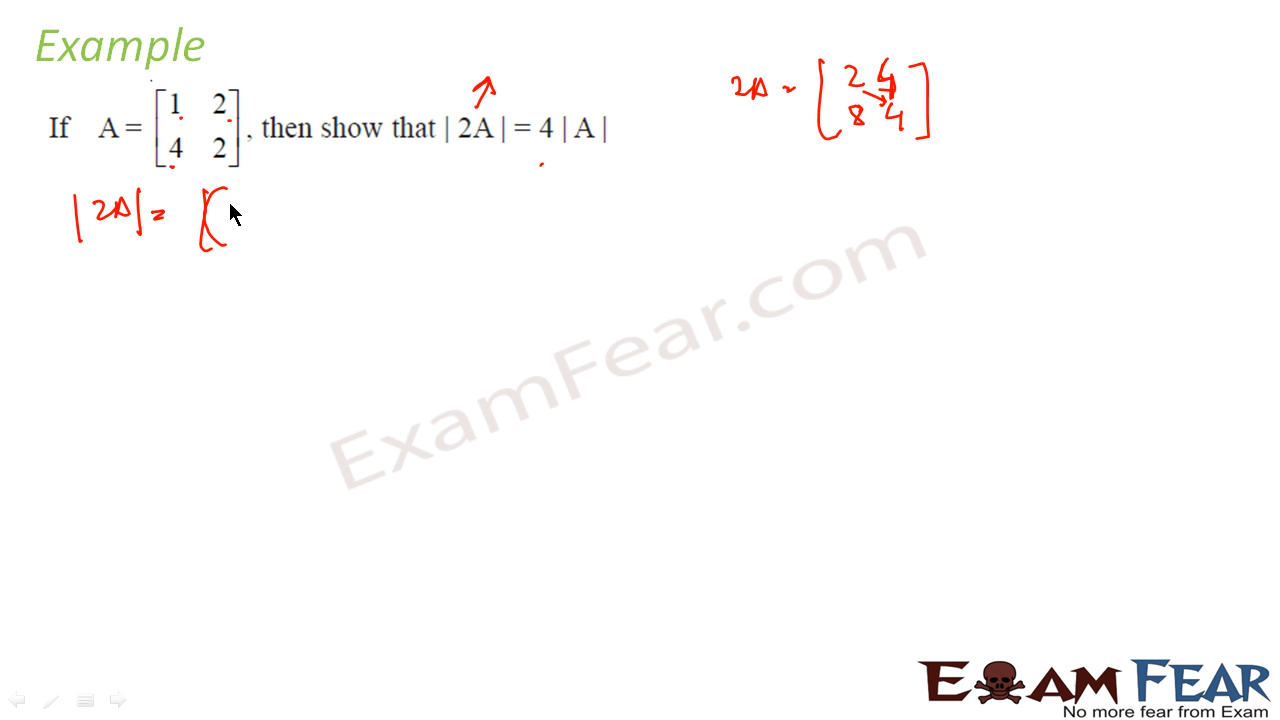 Example
If A = [1 2
4 2], then show that | 2A | = 4 | A |
2A = [2 4
8 4]
|2A| = [(
ExamFear.com
EXAM FEAR
No more fear from Exam